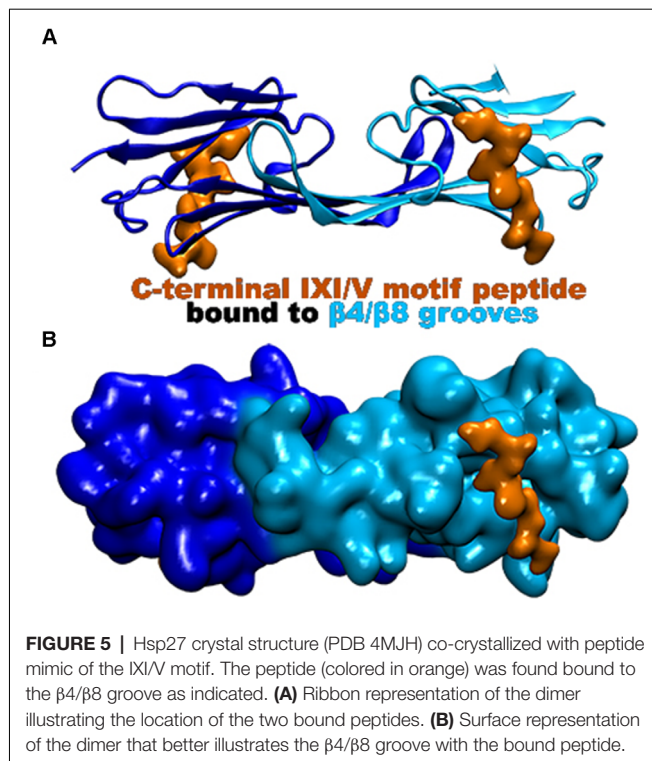 A
C-terminal IXI/V motif peptide
bound to β4/β8 grooves
B
FIGURE 5 | Hsp27 crystal structure (PDB 4MJH) co-crystallized with peptide
mimic of the IXI/V motif. The peptide (colored in orange) was found bound to
the β4/β8 groove as indicated. (A) Ribbon representation of the dimer
illustrating the location of the two bound peptides. (B) Surface representation
of the dimer that better illustrates the β4/β8 groove with the bound peptide.